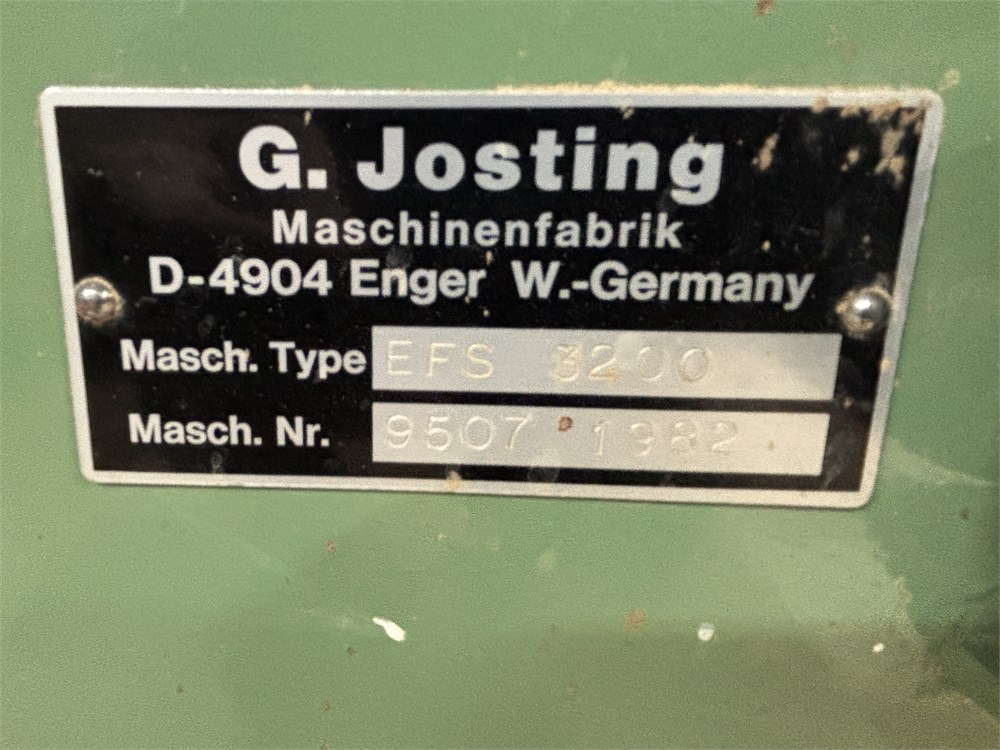 G. Josting
Maschinenfabrik
D-4904 Enger W.-Germany
Masch. Type EFS 3200
Masch. Nr. 9507 1982